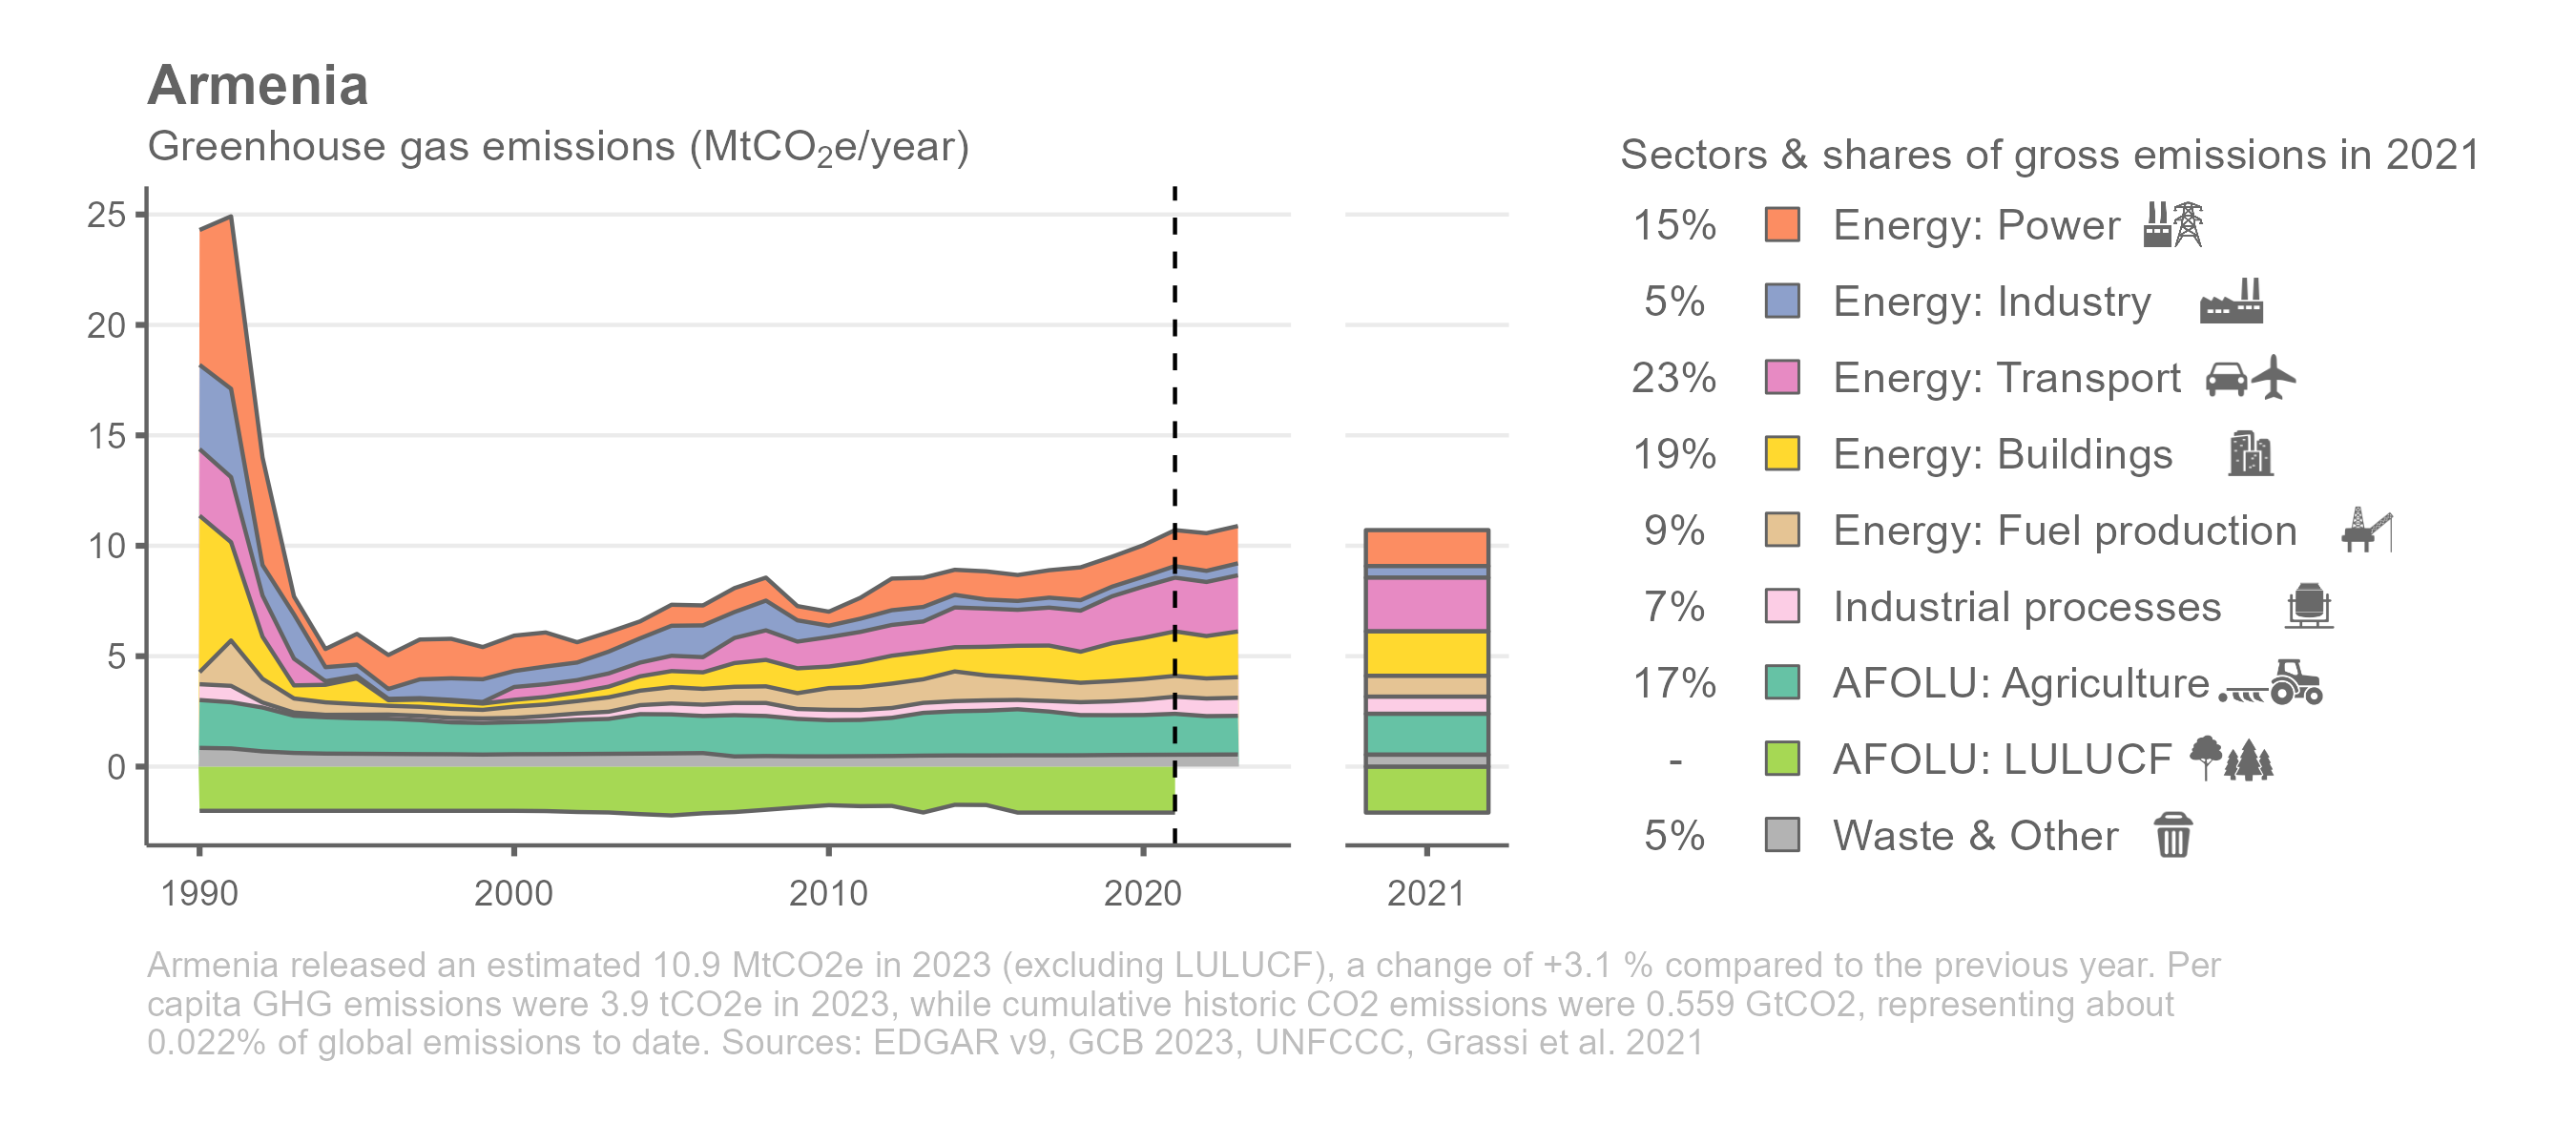 Armenia
Greenhouse gas emissions (MtCO₂e/year)
25
20
15
10
5
0
1990 2000 2010 2020
2021
Sectors & shares of gross emissions in 2021
15% Energy: Power
5% Energy: Industry
23% Energy: Transport
19% Energy: Buildings
9% Energy: Fuel production
7% Industrial processes
17% AFOLU: Agriculture
- AFOLU: LULUCF
5% Waste & Other
Armenia released an estimated 10.9 MtCO2e in 2023 (excluding LULUCF), a change of +3.1 % compared to the previous year. Per
capita GHG emissions were 3.9 tCO2e in 2023, while cumulative historic CO2 emissions were 0.559 GtCO2, representing about
0.022% of global emissions to date. Sources: EDGAR v9, GCB 2023, UNFCCC, Grassi et al. 2021